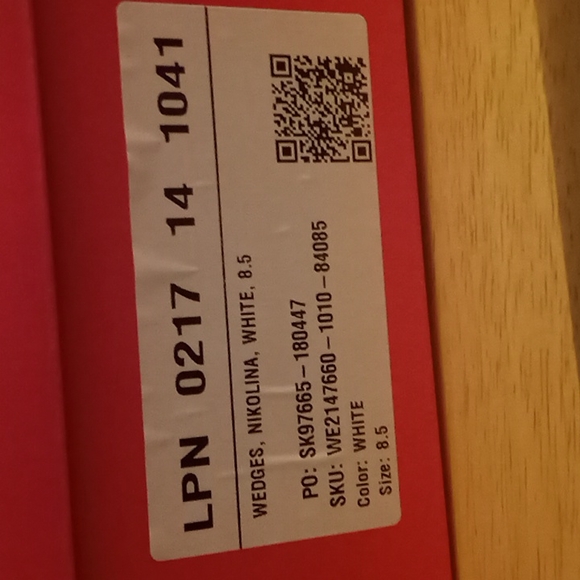 LPN 0217 14 1041
WEDGES, NIKOLINA, WHITE, 8.5
PO: SK97665-180447
SKU: WE2147660-1010-84085
Color: WHITE
Size: 8.5